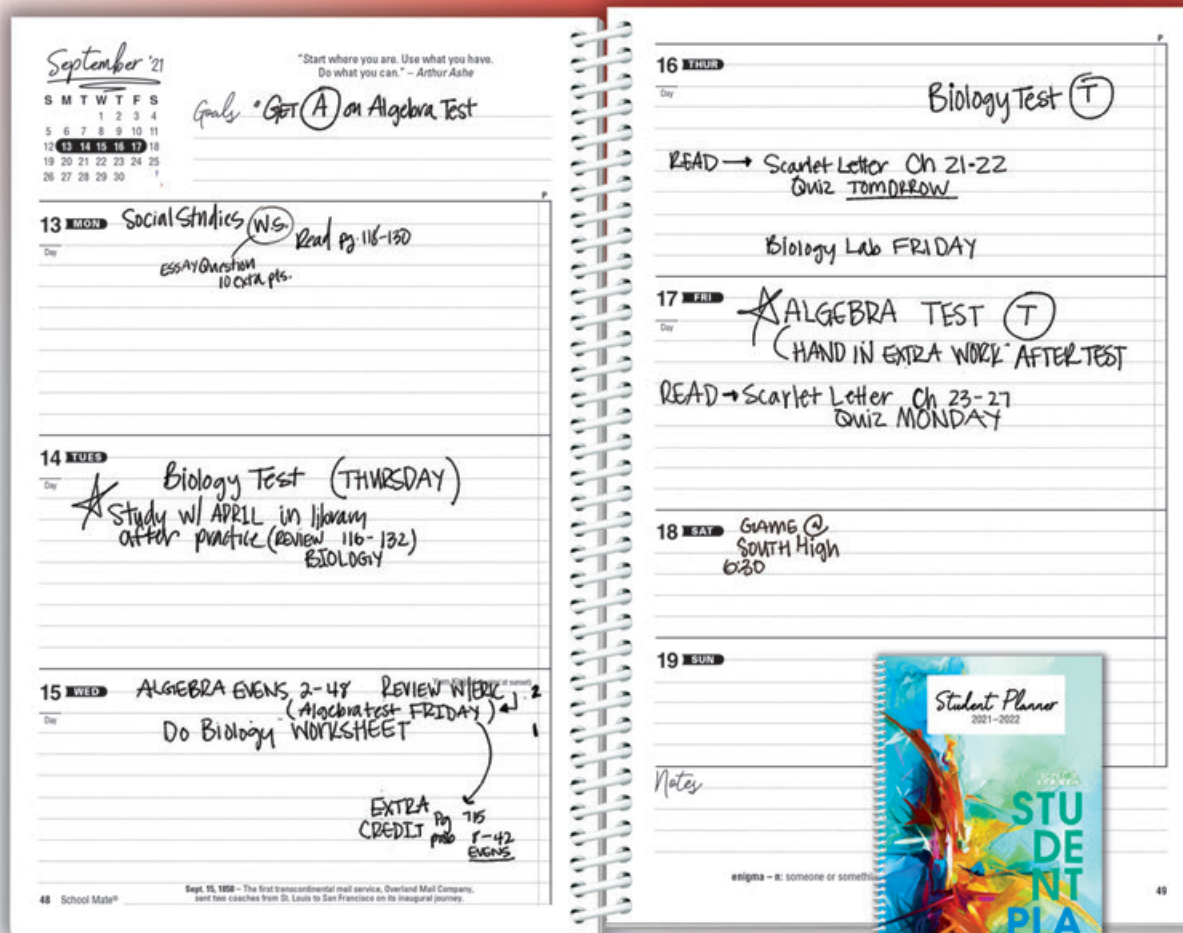 September '21
S M T W T F S
1 2 3 4
5 6 7 8 9 10 11
12 13 14 15 16 17 18
19 20 21 22 23 24 25
26 27 28 29 30
"Start where you are. Use what you have.
Do what you can." – Arthur Ashe
Goals "GET A on Algebra Test
P
13 MON
Day
Social Studies W.S. Read pg. 116-130
ESSAY Question
10 extra pts.
14 TUES
Day
Biology Test (THURSDAY)
Study W/ APRIL in library
after practice (REVIEW 116-132)
BIOLOGY
15 WED
Day
ALGEBRA EVENS 2-48 REVIEW W/ERIC 2
(Algebra test FRIDAY)
Do Biology WORKSHEET 1
EXTRA Pg 715
CREDIT prob 8-42
EVENS
Sept. 15, 1858 – The first transcontinental mail service, Overland Mail Company,
sent two coaches from St. Louis to San Francisco on its inaugural journey.
48 School Mate®
P
16 THUR
Day
Biology Test T
READ → Scarlet Letter Ch 21-22
Quiz TOMORROW
Biology Lab FRIDAY
17 FRI
Day
ALGEBRA TEST T
(HAND IN EXTRA WORK AFTER TEST
READ → Scarlet Letter Ch 23-27
Quiz MONDAY
18 SAT
GAME @
SOUTH High
6:30
19 SUN
Notes
enigma – n: someone or
49
Student Planner
2021–2022
STU
DE
NT
PLA